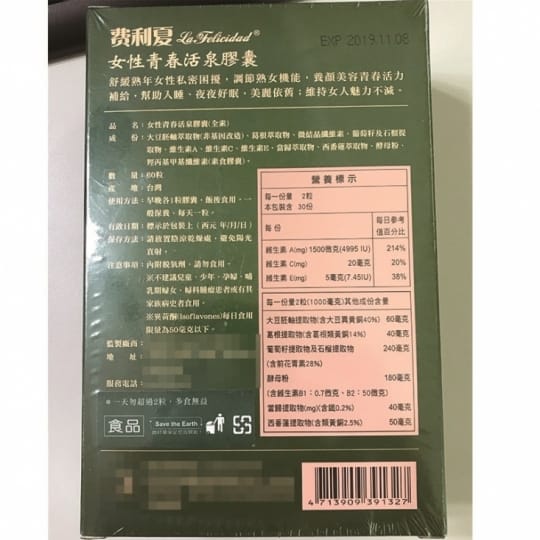 费利夏 La Felicidad®
EXP 2019.11.08
女性青春活泉膠囊
舒緩熟年女性私密困擾，調節熟女機能，養顏美容青春活力
補給，幫助入睡、夜夜好眠，美麗依舊；維持女人魅力不減。
品　　名：女性青春活泉膠囊(全素)
成　　份：大豆胚軸萃取物(非基因改造)、葛根萃取物、微結晶纖維素、葡萄籽及石榴提
取物、維生素A、維生素C、維生素E、當歸萃取物、西番蓮萃取物、酵母粉、
羥丙基甲基纖維素(素食膠囊)。
數　　量：60粒
產　　地：台灣
使用方法：早晚各1粒膠囊，飯後食用。一
般保養、每天一粒。
有效日期：標示於包裝上（西元 年/月/日）
保存方法：請放置陰涼乾燥處，避免陽光
直射。
注意事項：內附脫氧劑，請勿食用。
※不建議兒童、少年、孕婦、哺
乳期婦女、婦科腫瘤患者或有其
家族病史者食用。
※異黃酮(Isoflavones)每日食用
限量為50毫克以下。
監製廠商：
地　　址
服務電話：
※一天勿超過2粒，多食無益
食品
Save the Earth
營養標示
每一份量 2粒
本包裝含 30份
每 份 每日參考
值百分比
維生素 A(mg) 1500微克(4995 IU) 214%
維生素 C(mg) 20毫克 20%
維生素 E(mg) 5毫克(7.45IU) 38%
每一份量2粒(1000毫克)其他成份含量
大豆胚軸提取物(含大豆異黃酮40%) 60毫克
葛根提取物(含葛根類黃酮14%) 40毫克
葡萄籽提取物及石榴提取物 240毫克
(含前花青素28%)
酵母粉 180毫克
(含維生素B1：0.7微克、B2：50微克)
當歸提取物(mg)(含鐵0.2%) 40毫克
西番蓮提取物(含類黃酮2.5%) 50毫克
4 713909 391327